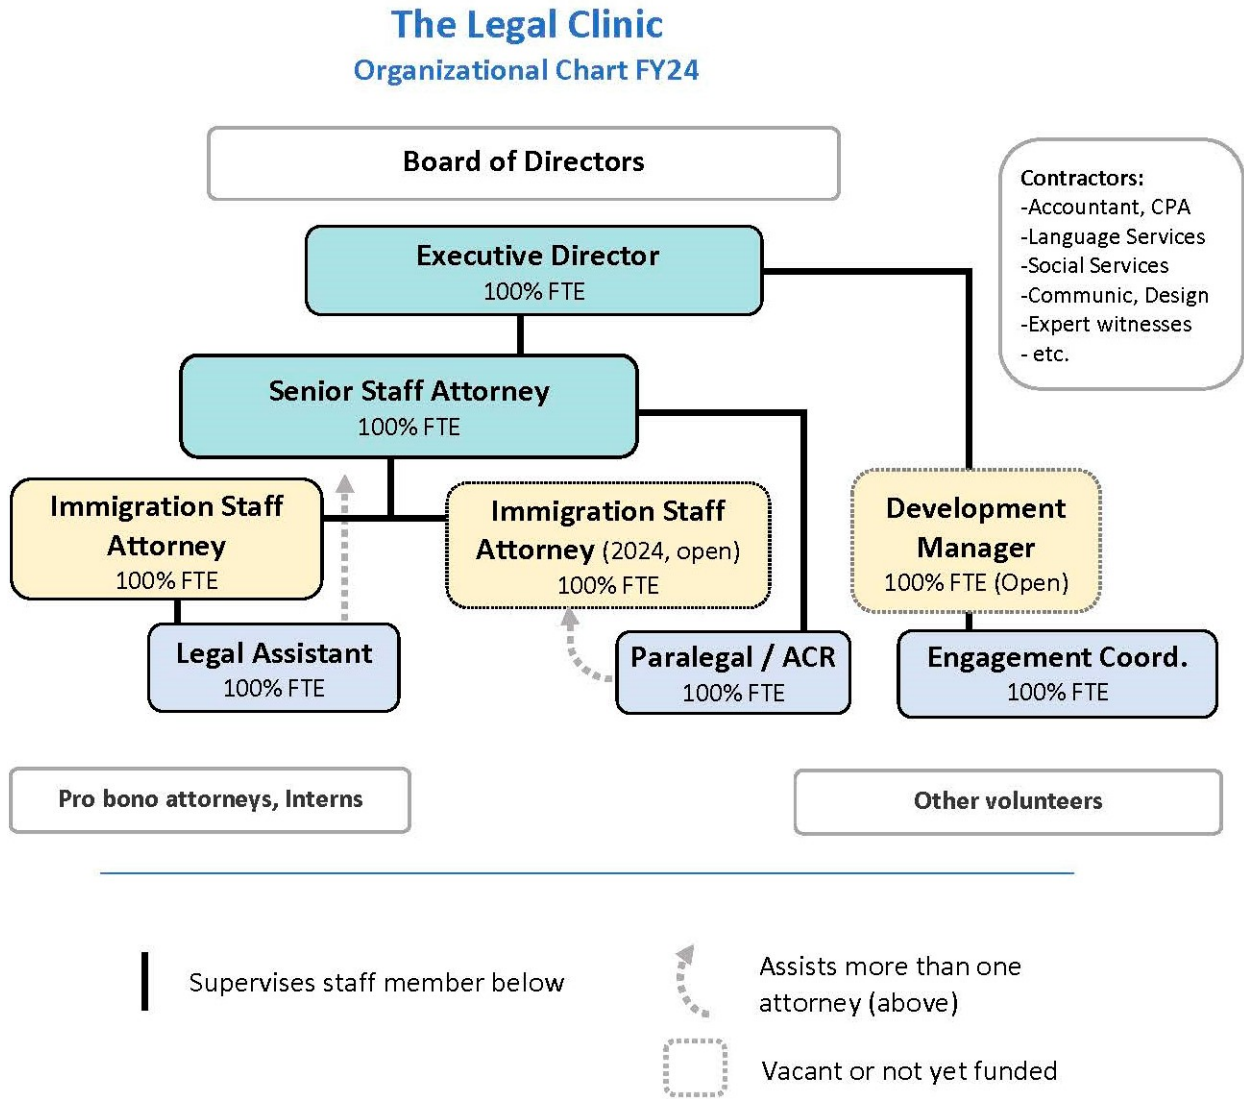 The Legal Clinic
Organizational Chart FY24
Board of Directors
Contractors:
-Accountant, CPA
-Language Services
-Social Services
-Communic, Design
-Expert witnesses
- etc.
Executive Director
100% FTE
Senior Staff Attorney
100% FTE
Immigration Staff
Attorney
100% FTE
Immigration Staff
Attorney (2024, open)
100% FTE
Development
Manager
100% FTE (Open)
Legal Assistant
100% FTE
Paralegal / ACR
100% FTE
Engagement Coord.
100% FTE
Pro bono attorneys, Interns
Other volunteers
Supervises staff member below
Assists more than one
attorney (above)
Vacant or not yet funded